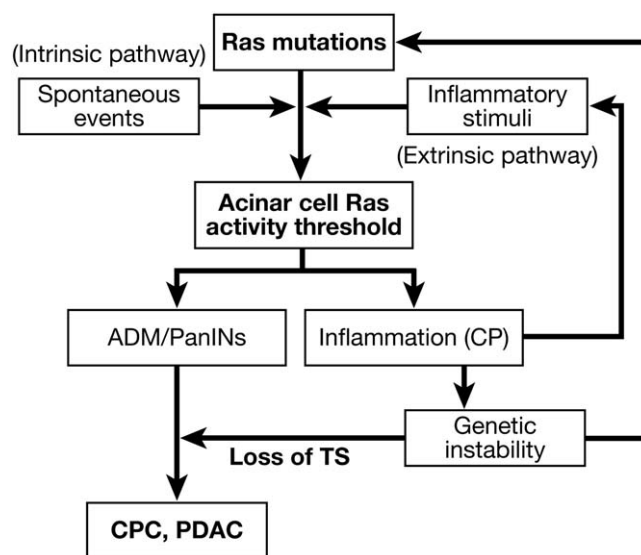 Ras mutations
(Intrinsic pathway)
Spontaneous
events
Inflammatory
stimuli
(Extrinsic pathway)
Acinar cell Ras
activity threshold
ADM/PanINs
Inflammation (CP)
Genetic
instability
Loss of TS
CPC, PDAC